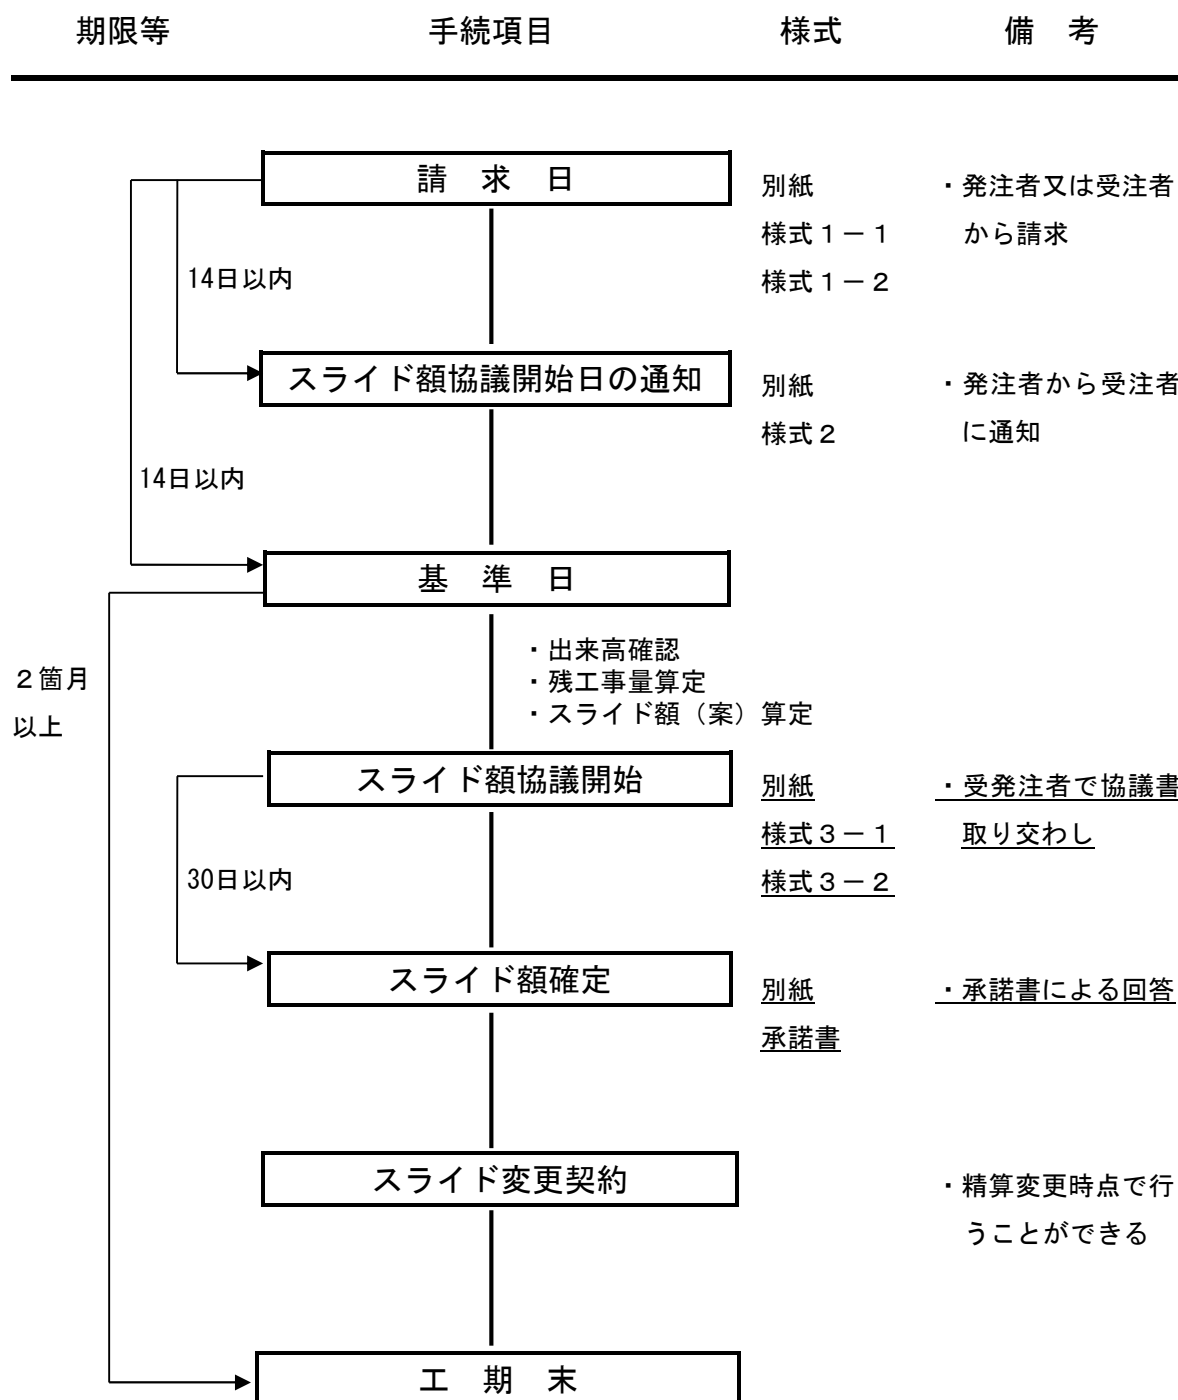 期限等 手続項目 様式 備　考
請　求　日
別紙
様式１－１
様式１－２
・発注者又は受注者
から請求
14日以内
スライド額協議開始日の通知
別紙
様式２
・発注者から受注者
に通知
14日以内
基　準　日
・出来高確認
・残工事量算定
・スライド額（案）算定
２箇月
以上
スライド額協議開始
別紙
様式３－１
様式３－２
・受発注者で協議書
取り交わし
30日以内
スライド額確定
別紙
承諾書
・承諾書による回答
スライド変更契約
・精算変更時点で行
うことができる
工　期　末